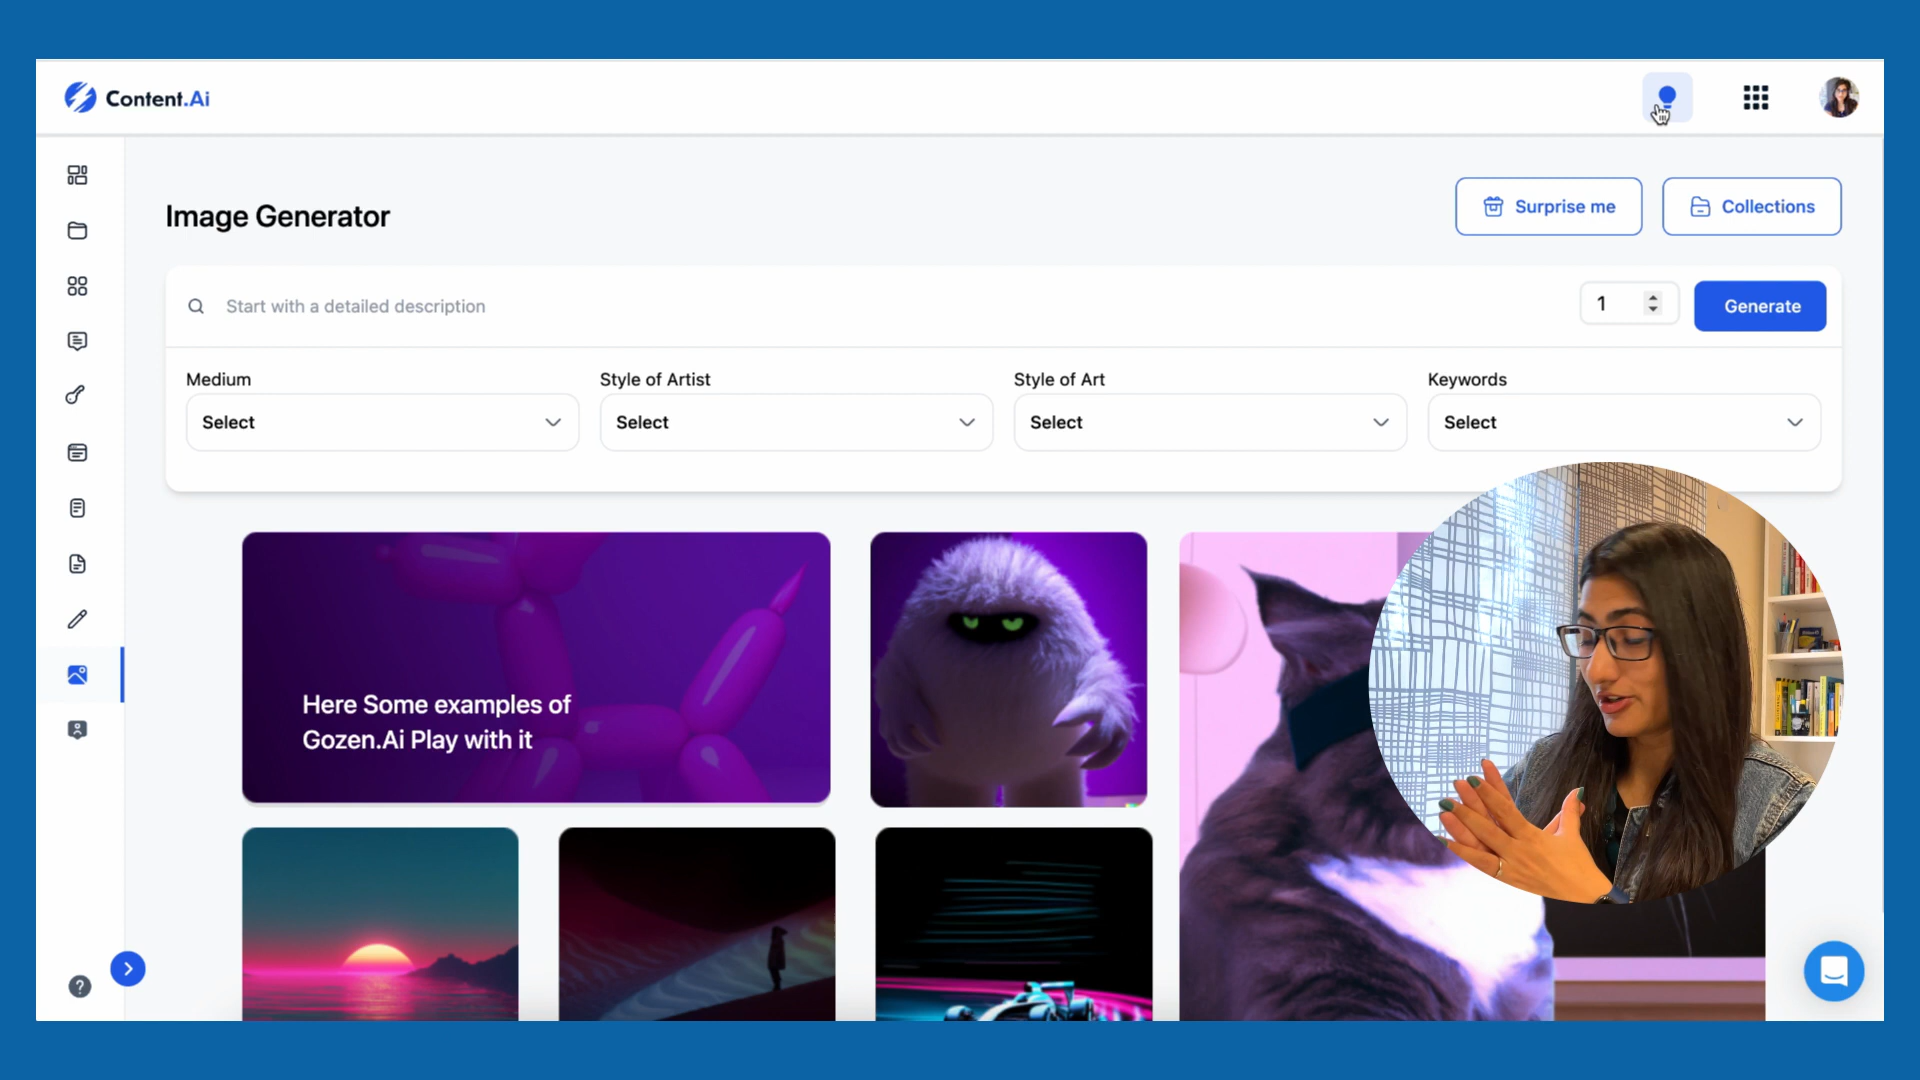 Content.Ai
Image Generator
Surprise me
Collections
Start with a detailed description
1
Generate
Medium
Style of Artist
Style of Art
Keywords
Select
Select
Select
Select
Here Some examples of
Gozen.Ai Play with it